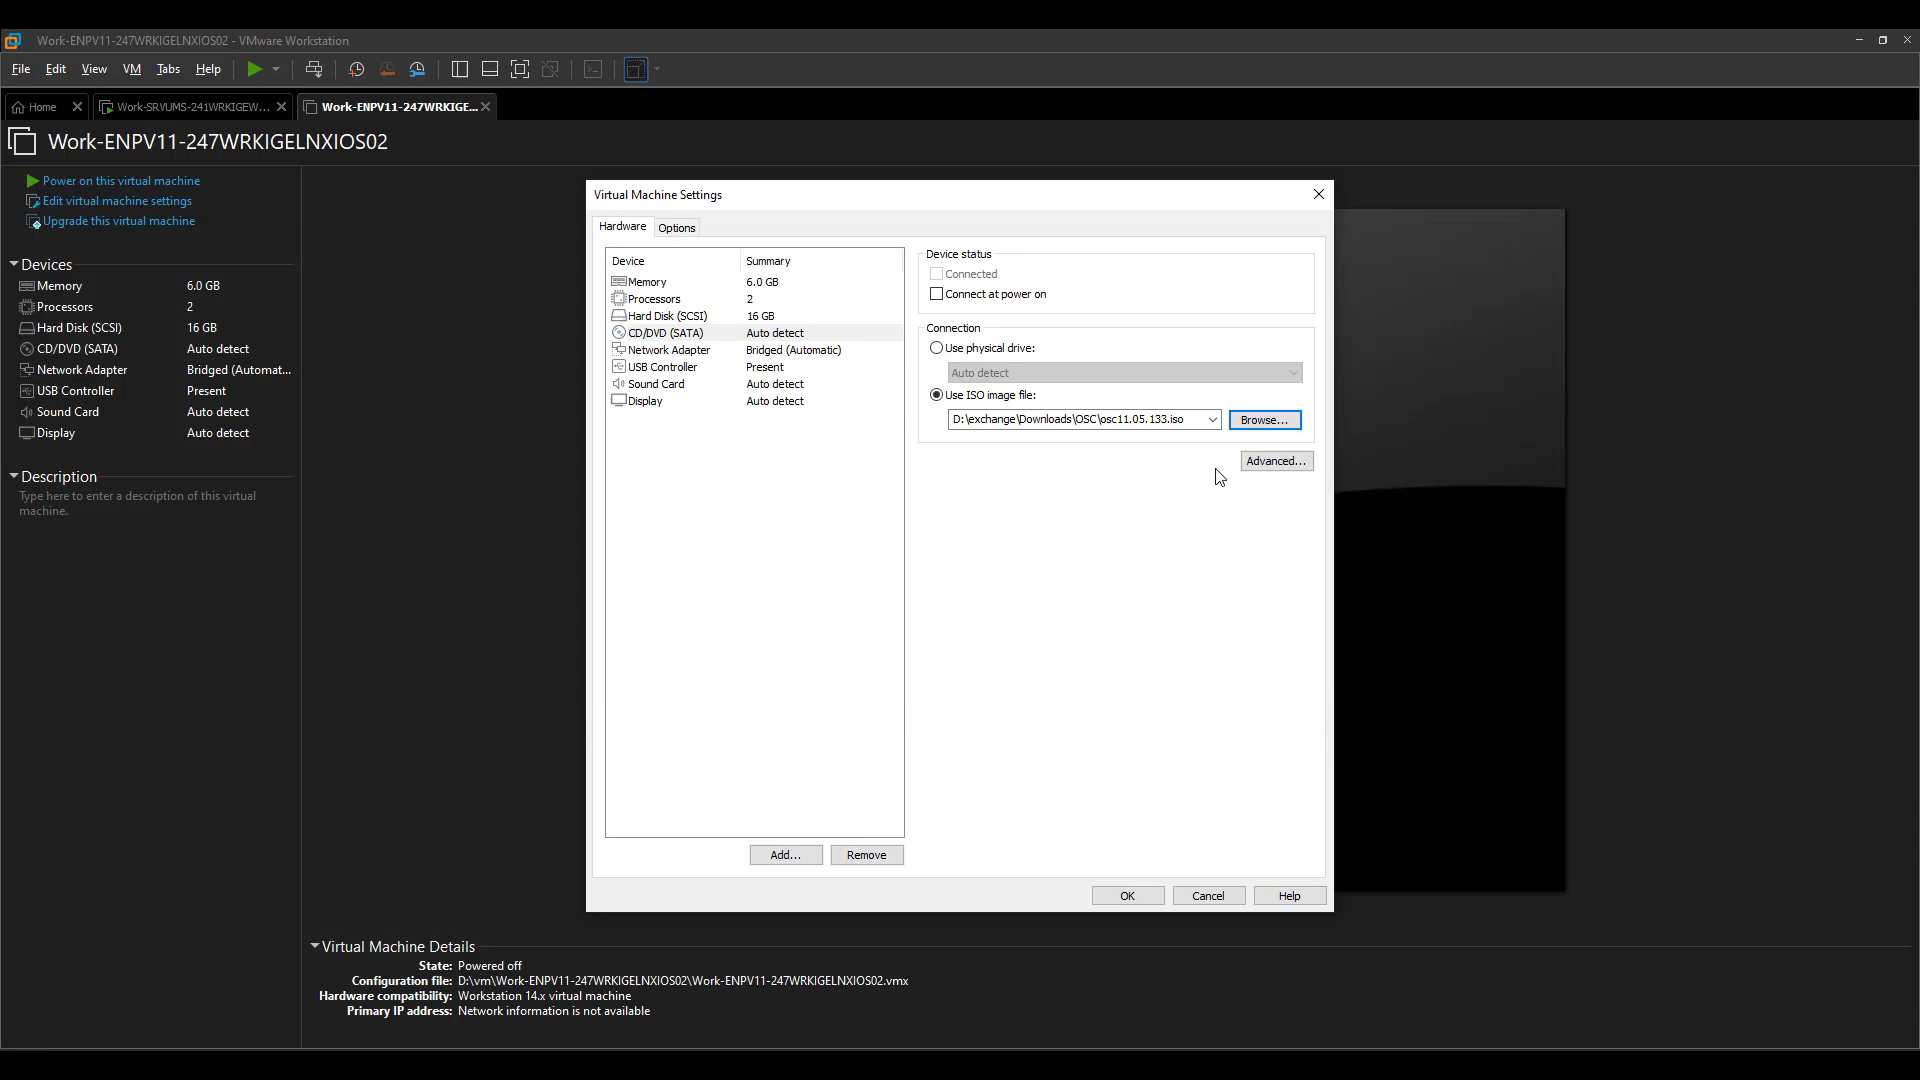 Work-ENPV11-247WRKIGELNXIOS02 - VMware Workstation
File Edit View VM Tabs Help
Home Work-SRVUMS-241WRKIGEW... Work-ENPV11-247WRKIGE...
Work-ENPV11-247WRKIGELNXIOS02
Power on this virtual machine
Edit virtual machine settings
Upgrade this virtual machine
Devices
Memory 6.0 GB
Processors 2
Hard Disk (SCSI) 16 GB
CD/DVD (SATA) Auto detect
Network Adapter Bridged (Automat...
USB Controller Present
Sound Card Auto detect
Display Auto detect
Description
Type here to enter a description of this virtual
machine.
Virtual Machine Settings
Hardware Options
Device Summary
Memory 6.0 GB
Processors 2
Hard Disk (SCSI) 16 GB
CD/DVD (SATA) Auto detect
Network Adapter Bridged (Automatic)
USB Controller Present
Sound Card Auto detect
Display Auto detect
Add... Remove
Device status
Connected
Connect at power on
Connection
Use physical drive:
Auto detect
Use ISO image file:
D:\exchange\Downloads\OSC\osc11.05.133.iso Browse...
Advanced...
OK Cancel Help
Virtual Machine Details
State: Powered off
Configuration file: D:\vm\Work-ENPV11-247WRKIGELNXIOS02\Work-ENPV11-247WRKIGELNXIOS02.vmx
Hardware compatibility: Workstation 14.x virtual machine
Primary IP address: Network information is not available